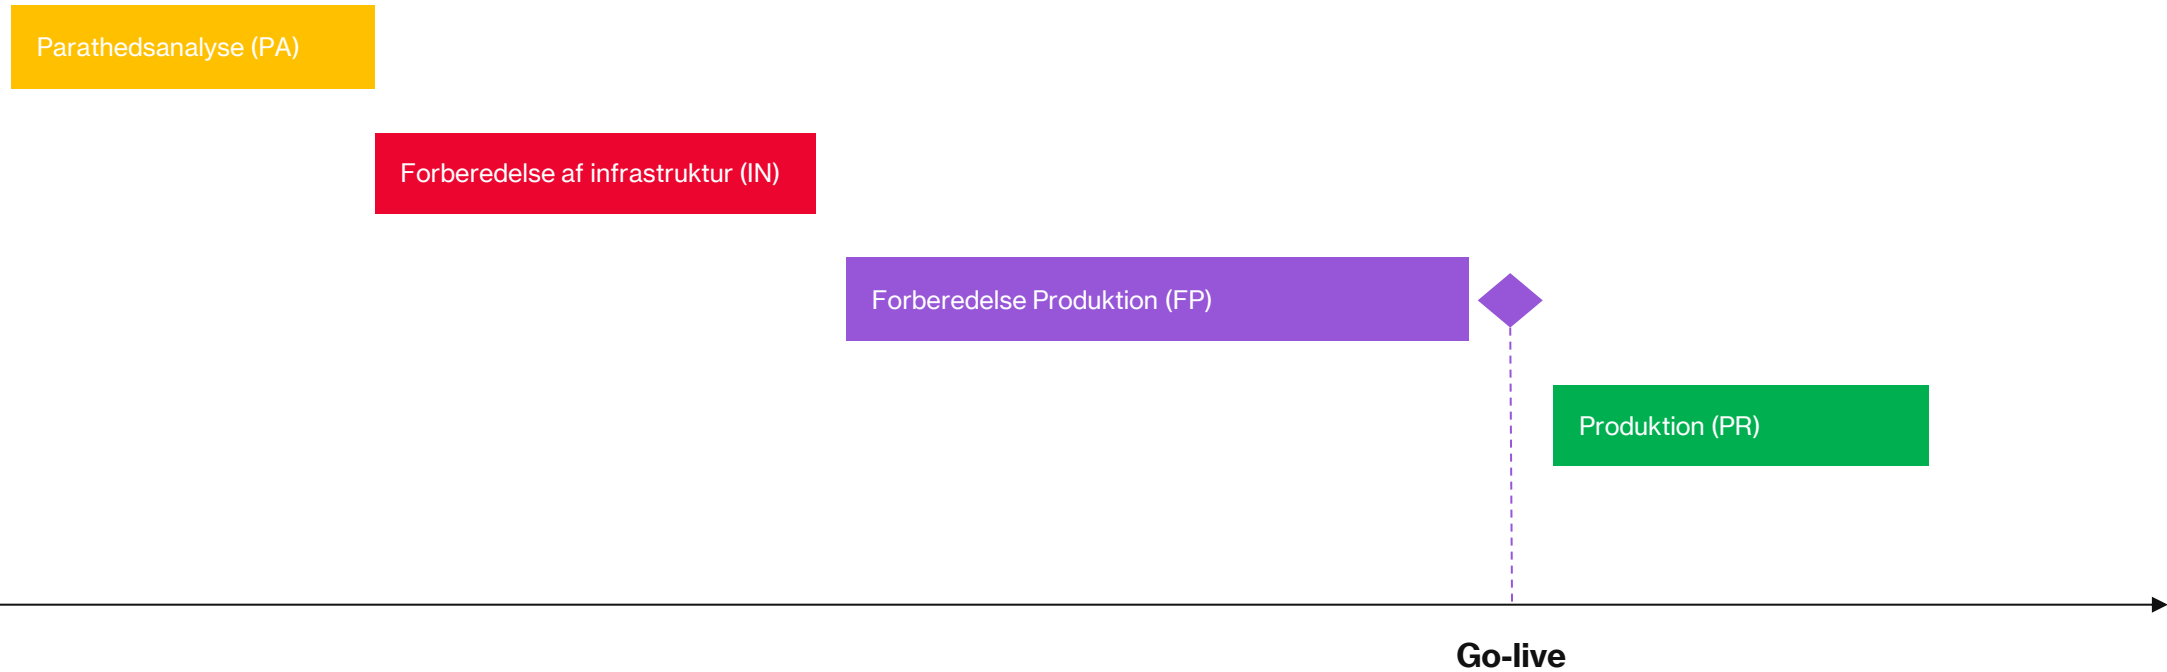 Parathedsanalyse (PA)
Forberedelse af infrastruktur (IN)
Forberedelse Produktion (FP)
Produktion (PR)
Go-live